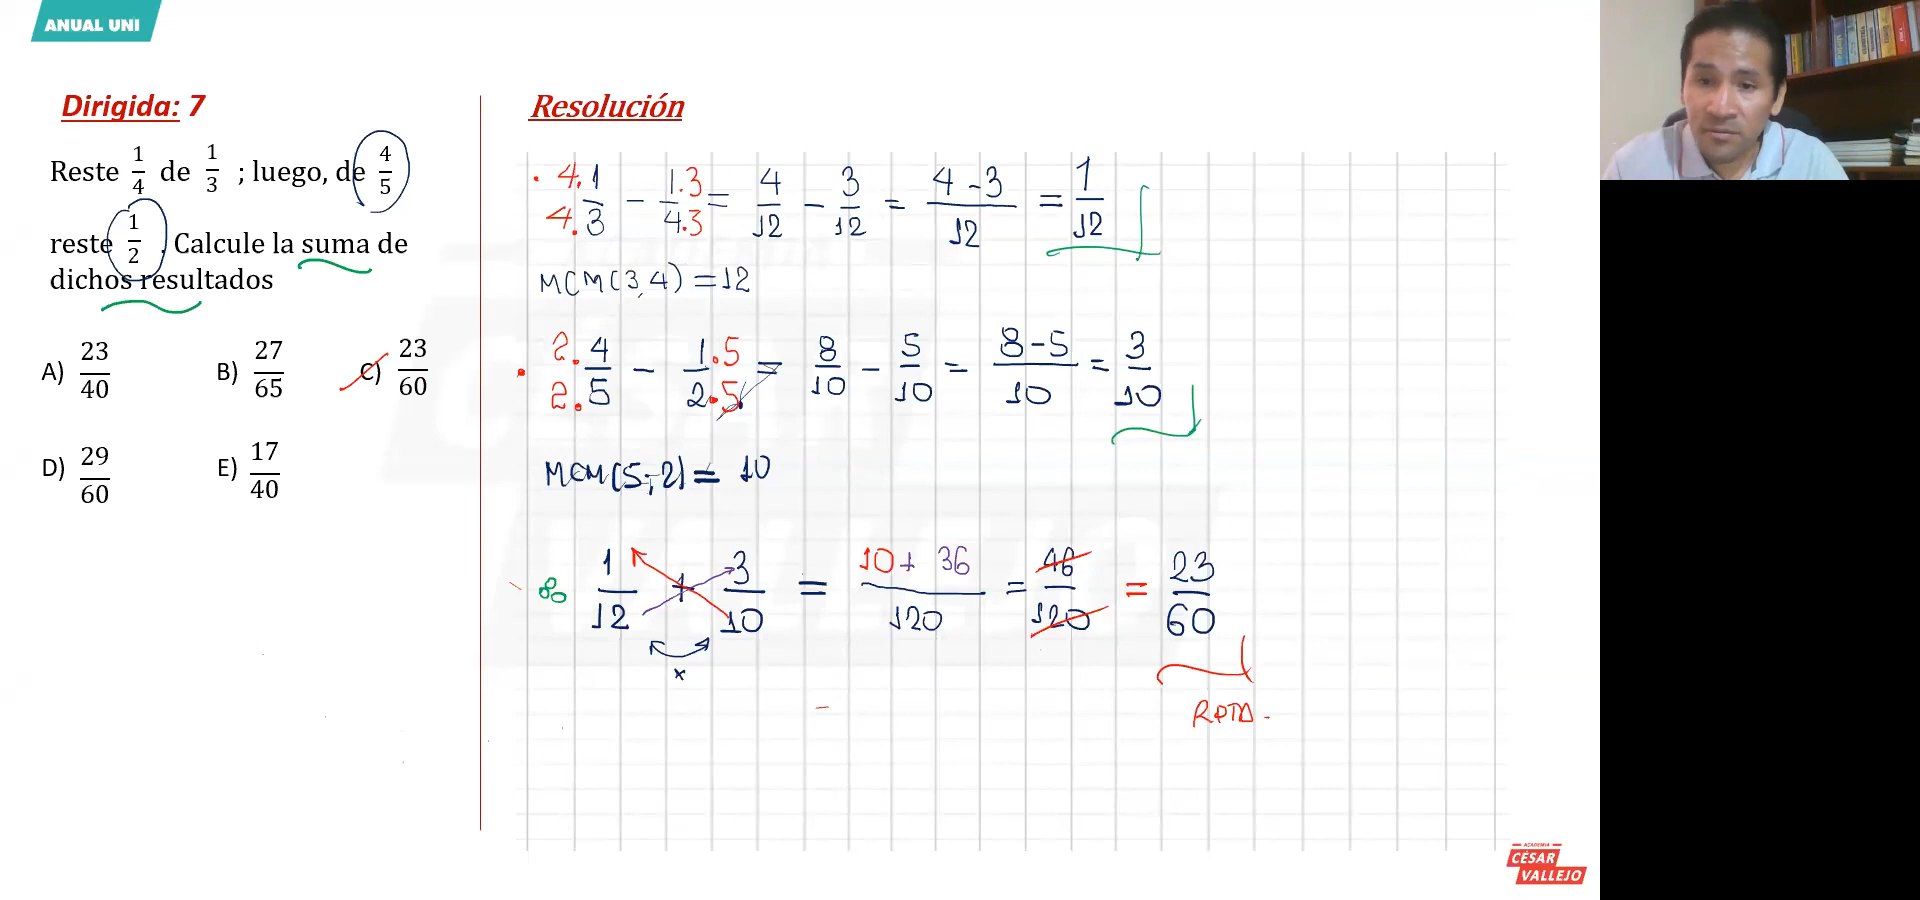 ANUAL UNI
Dirigida: 7
Reste 1/4 de 1/3 ; luego, de 4/5
reste 1/2 . Calcule la suma de
dichos resultados
A) 23/40 B) 27/65 C) 23/60
D) 29/60 E) 17/40
Resolución
4.1/4.3 - 1.3/4.3 = 4/12 - 3/12 = 4-3/12 = 1/12
MCM(3,4) = 12
2.4/2.5 - 1.5/2.5 = 8/10 - 5/10 = 8-5/10 = 3/10
MCM(5;2) = 10
1/12 + 3/10 = 10+36/120 = 46/120 = 23/60
x
RPTA.
ACADEMIA
CÉSAR
VALLEJO